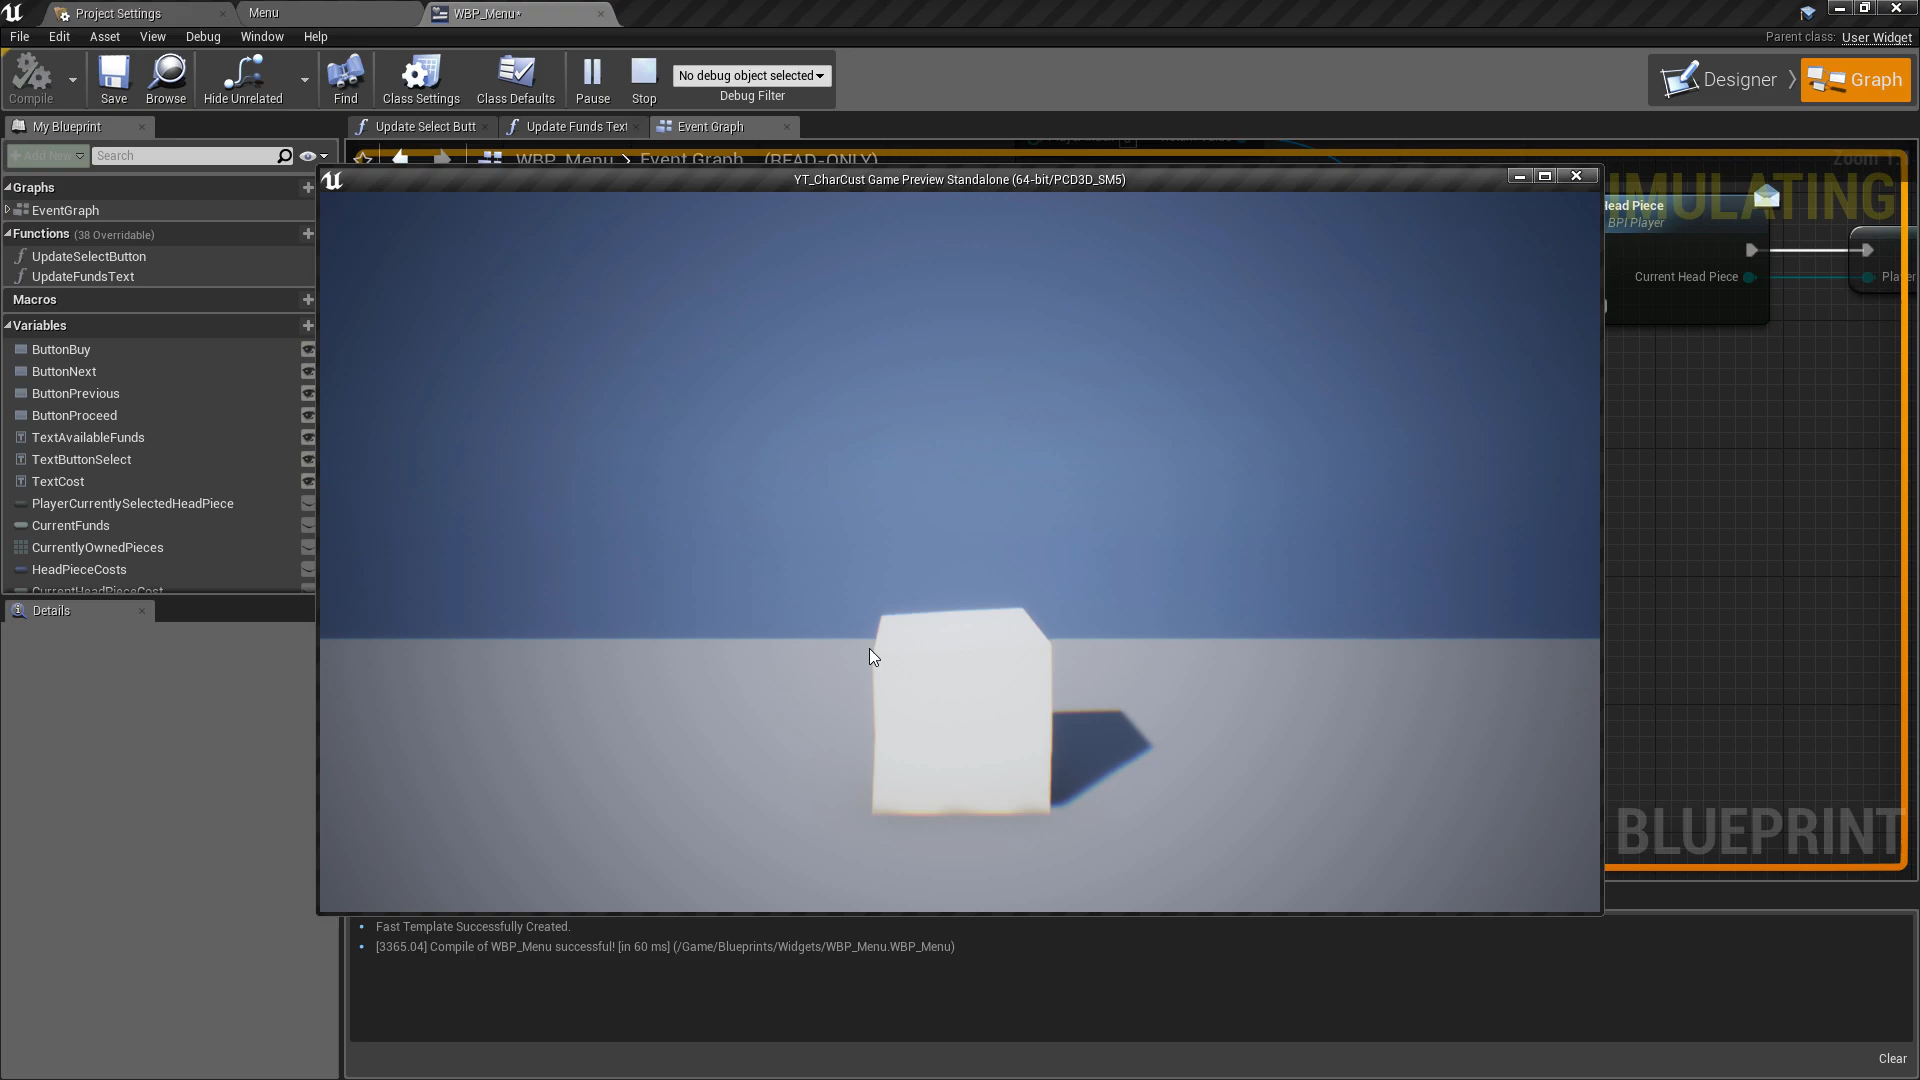 Project Settings
Menu
WBP_Menu*
File Edit Asset View Debug Window Help
Parent class: User Widget
Compile
Save
Browse
Hide Unrelated
Find
Class Settings
Class Defaults
Pause
Stop
No debug object selected
Debug Filter
Designer
Graph
My Blueprint
Update Select Butt
Update Funds Text
Event Graph
Add New
Search
WBP_Menu > Event Graph (READ-ONLY)
Zoom 1:1
Graphs
EventGraph
Functions (38 Overridable)
UpdateSelectButton
UpdateFundsText
Macros
Variables
ButtonBuy
ButtonNext
ButtonPrevious
ButtonProceed
TextAvailableFunds
TextButtonSelect
TextCost
PlayerCurrentlySelectedHeadPiece
CurrentFunds
CurrentlyOwnedPieces
HeadPieceCosts
CurrentHeadPieceCost
Details
YT_CharCust Game Preview Standalone (64-bit/PCD3D_SM5)
IMULATING
Head Piece
BPI Player
Current Head Piece
Player
BLUEPRINT
Fast Template Successfully Created.
[3365.04] Compile of WBP_Menu successful! [in 60 ms] (/Game/Blueprints/Widgets/WBP_Menu.WBP_Menu)
Clear